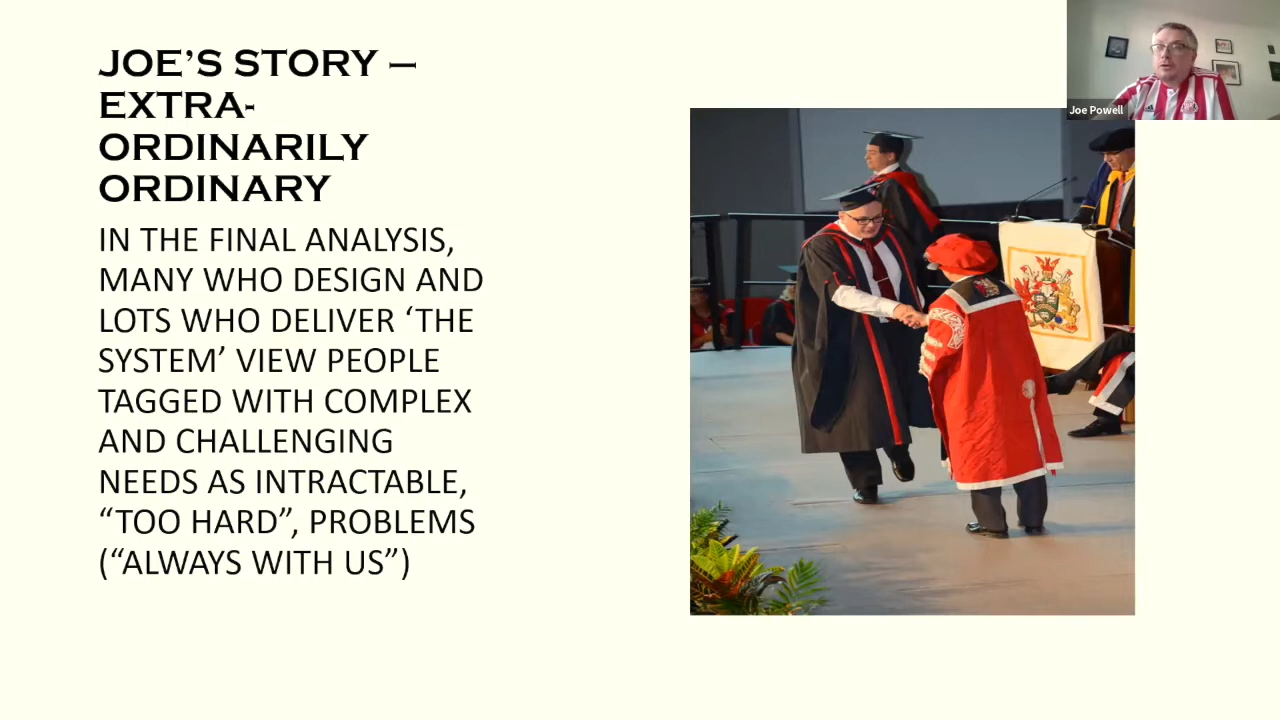 JOE’S STORY –
EXTRA-
ORDINARILY
ORDINARY
IN THE FINAL ANALYSIS,
MANY WHO DESIGN AND
LOTS WHO DELIVER ‘THE
SYSTEM’ VIEW PEOPLE
TAGGED WITH COMPLEX
AND CHALLENGING
NEEDS AS INTRACTABLE,
“TOO HARD”, PROBLEMS
(“ALWAYS WITH US”)
Joe Powell